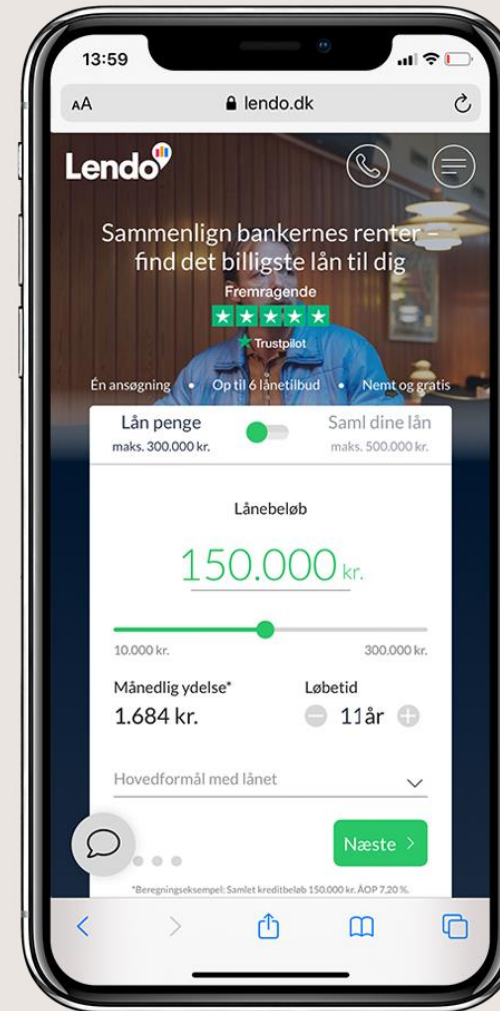 13:59
AA
lendo.dk
Lendo
Sammenlign bankernes renter –
find det billigste lån til dig
Fremragende
Trustpilot
Én ansøgning • Op til 6 lånetilbud • Nemt og gratis
Lån penge
maks. 300.000 kr.
Saml dine lån
maks. 500.000 kr.
Lånebeløb
150.000 kr.
10.000 kr.
300.000 kr.
Månedlig ydelse*
1.684 kr.
Løbetid
11 år
Hovedformål med lånet
Næste >
*Beregningseksempel: Samlet kreditbeløb 150.000 kr. ÅOP 7,20 %.